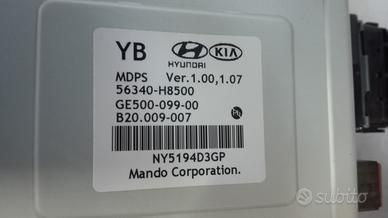 YB HYUNDAI KIA
MDPS Ver.1.00,1.07
56340-H8500
GE500-099-00
B20.009-007
NY5194D3GP
Mando Corporation.
subito